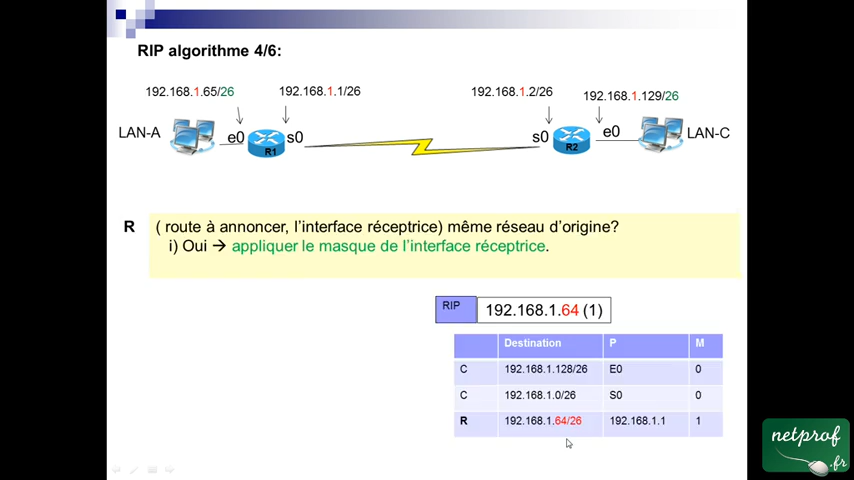 RIP algorithme 4/6:
192.168.1.65/26
192.168.1.1/26
192.168.1.2/26
192.168.1.129/26
LAN-A
e0
R1
s0
s0
R2
e0
LAN-C
R
( route à annoncer, l'interface réceptrice) même réseau d'origine?
i) Oui → appliquer le masque de l'interface réceptrice.
RIP
192.168.1.64 (1)
Destination P M
C 192.168.1.128/26 E0 0
C 192.168.1.0/26 S0 0
R 192.168.1.64/26 192.168.1.1 1
netprof
.fr